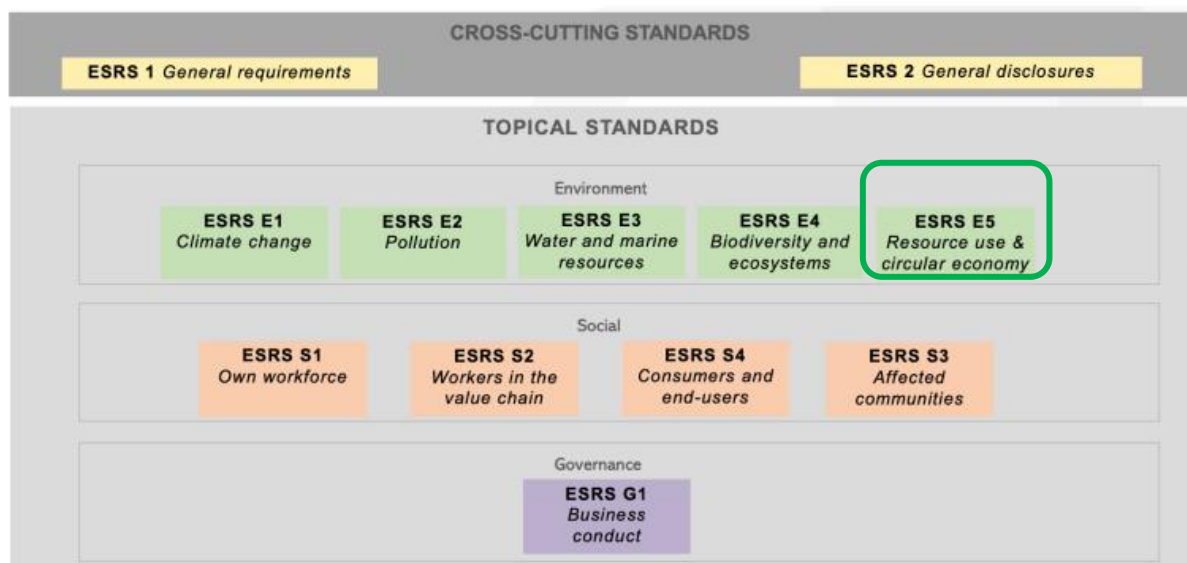 CROSS-CUTTING STANDARDS
ESRS 1 General requirements
ESRS 2 General disclosures
TOPICAL STANDARDS
Environment
ESRS E1
Climate change
ESRS E2
Pollution
ESRS E3
Water and marine
resources
ESRS E4
Biodiversity and
ecosystems
ESRS E5
Resource use &
circular economy
Social
ESRS S1
Own workforce
ESRS S2
Workers in the
value chain
ESRS S4
Consumers and
end-users
ESRS S3
Affected
communities
Governance
ESRS G1
Business
conduct